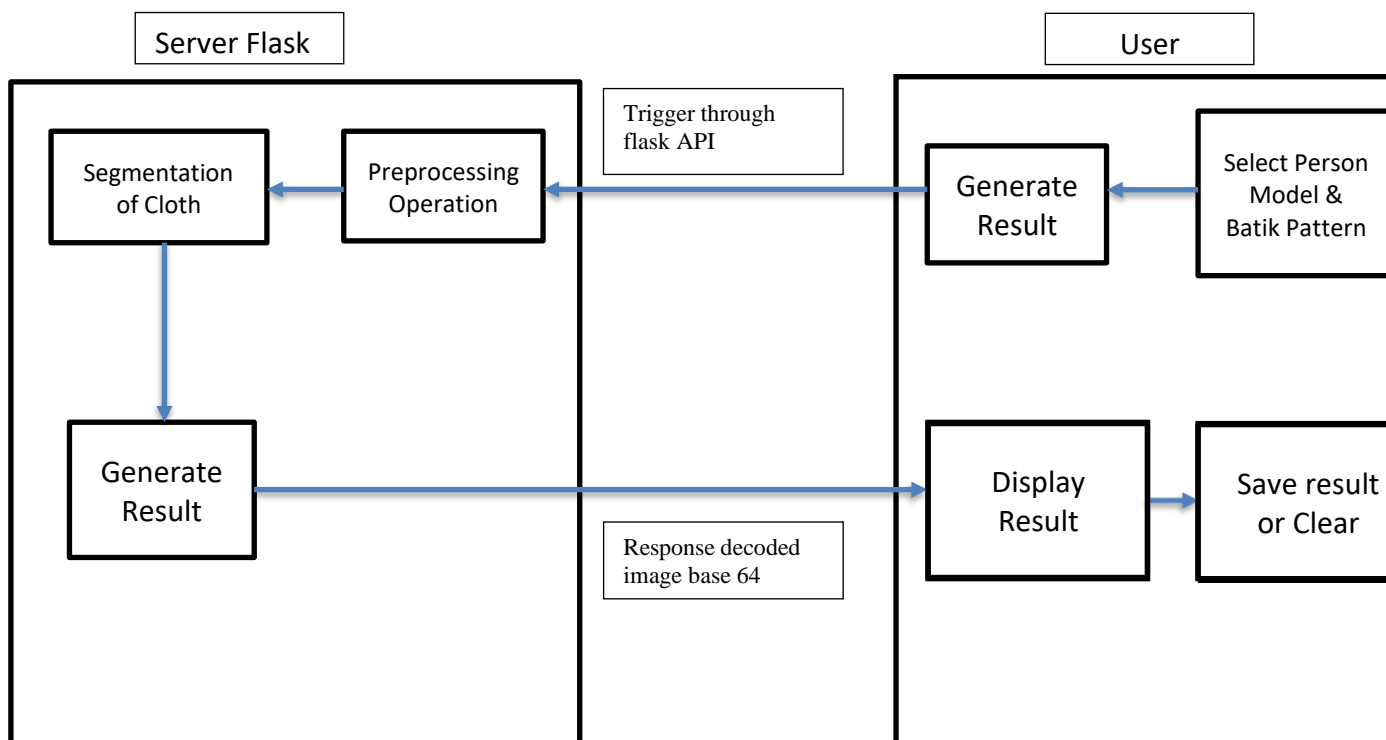 Server Flask
User
Trigger through
flask API
Segmentation
of Cloth
Preprocessing
Operation
Generate
Result
Select Person
Model &
Batik Pattern
Generate
Result
Display
Result
Save result
or Clear
Response decoded
image base 64